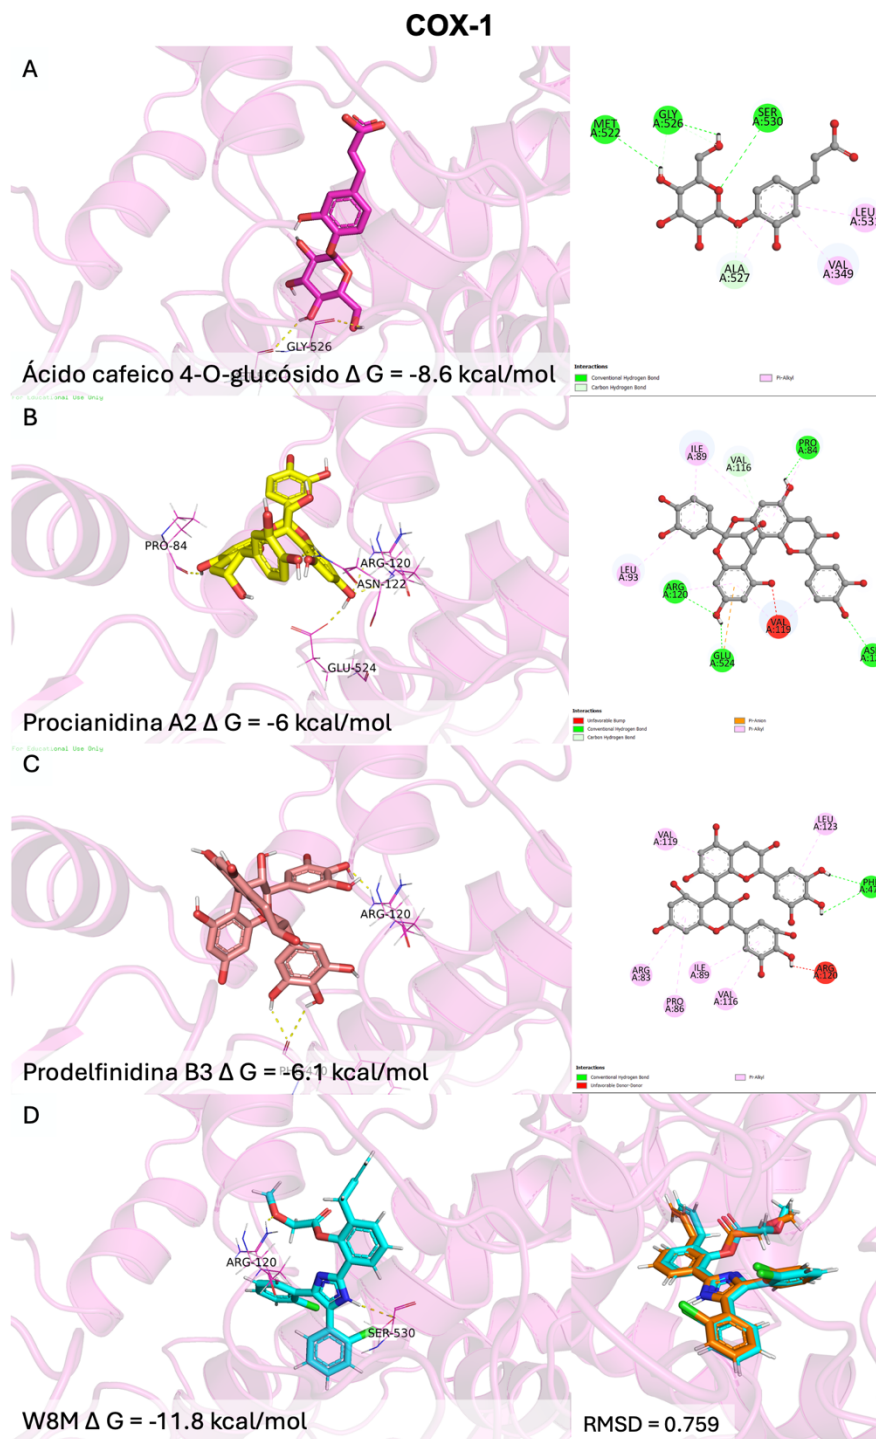 COX-1
A
MET
A:522
GLY
A:526
SER
A:530
ALA
A:527
VAL
A:349
GLY-526
Ácido cafeico 4-O-glucósido Δ G = -8.6 kcal/mol
Interactions
Conventional Hydrogen Bond
Carbon Hydrogen Bond
Pi-Alkyl
For Educational Use Only
B
ILE
A:89
VAL
A:116
PRO
A:84
LEU
A:93
ARG
A:120
VAL
A:119
GLU
A:524
PRO-84
ARG-120
ASN-122
GLU-524
Procianidina A2 Δ G = -6 kcal/mol
Interactions
Unfavorable Bump
Conventional Hydrogen Bond
Carbon Hydrogen Bond
Pi-Anion
Pi-Alkyl
For Educational Use Only
C
VAL
A:119
LEU
A:123
ARG
A:83
PRO
A:86
ILE
A:89
VAL
A:116
ARG
A:120
ARG-120
Prodelfinidina B3 Δ G = -6.1 kcal/mol
Interactions
Conventional Hydrogen Bond
Unfavorable Donor-Donor
Pi-Alkyl
D
ARG-120
SER-530
W8M Δ G = -11.8 kcal/mol
RMSD = 0.759